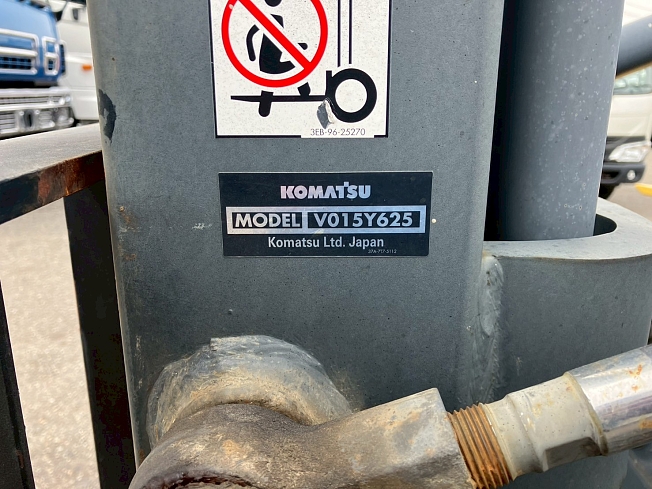 3EB-96-25270
KOMATSU
MODEL V015Y625
Komatsu Ltd. Japan